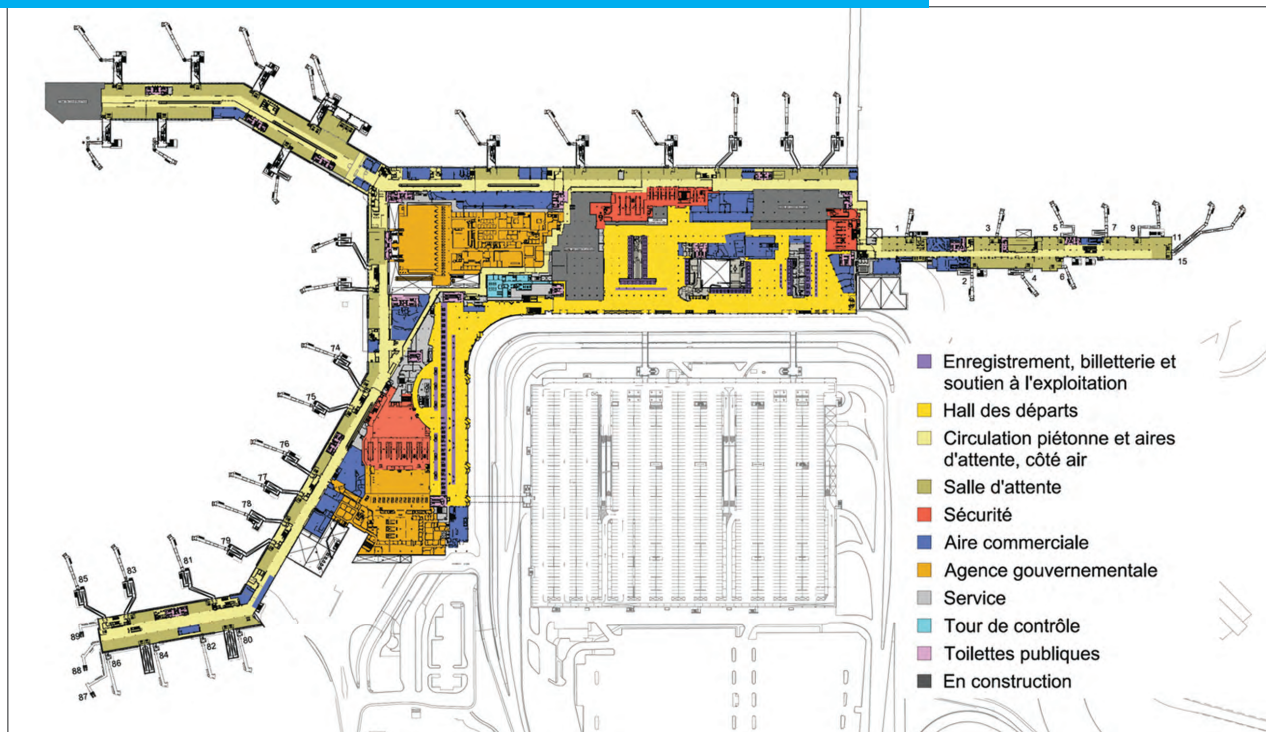 1
3
5
7
9
11
15
2
4
6
74
75
76
77
78
79
81
83
85
89
88
87
86
84
82
80
Enregistrement, billetterie et
soutien à l'exploitation
Hall des départs
Circulation piétonne et aires
d'attente, côté air
Salle d'attente
Sécurité
Aire commerciale
Agence gouvernementale
Service
Tour de contrôle
Toilettes publiques
En construction